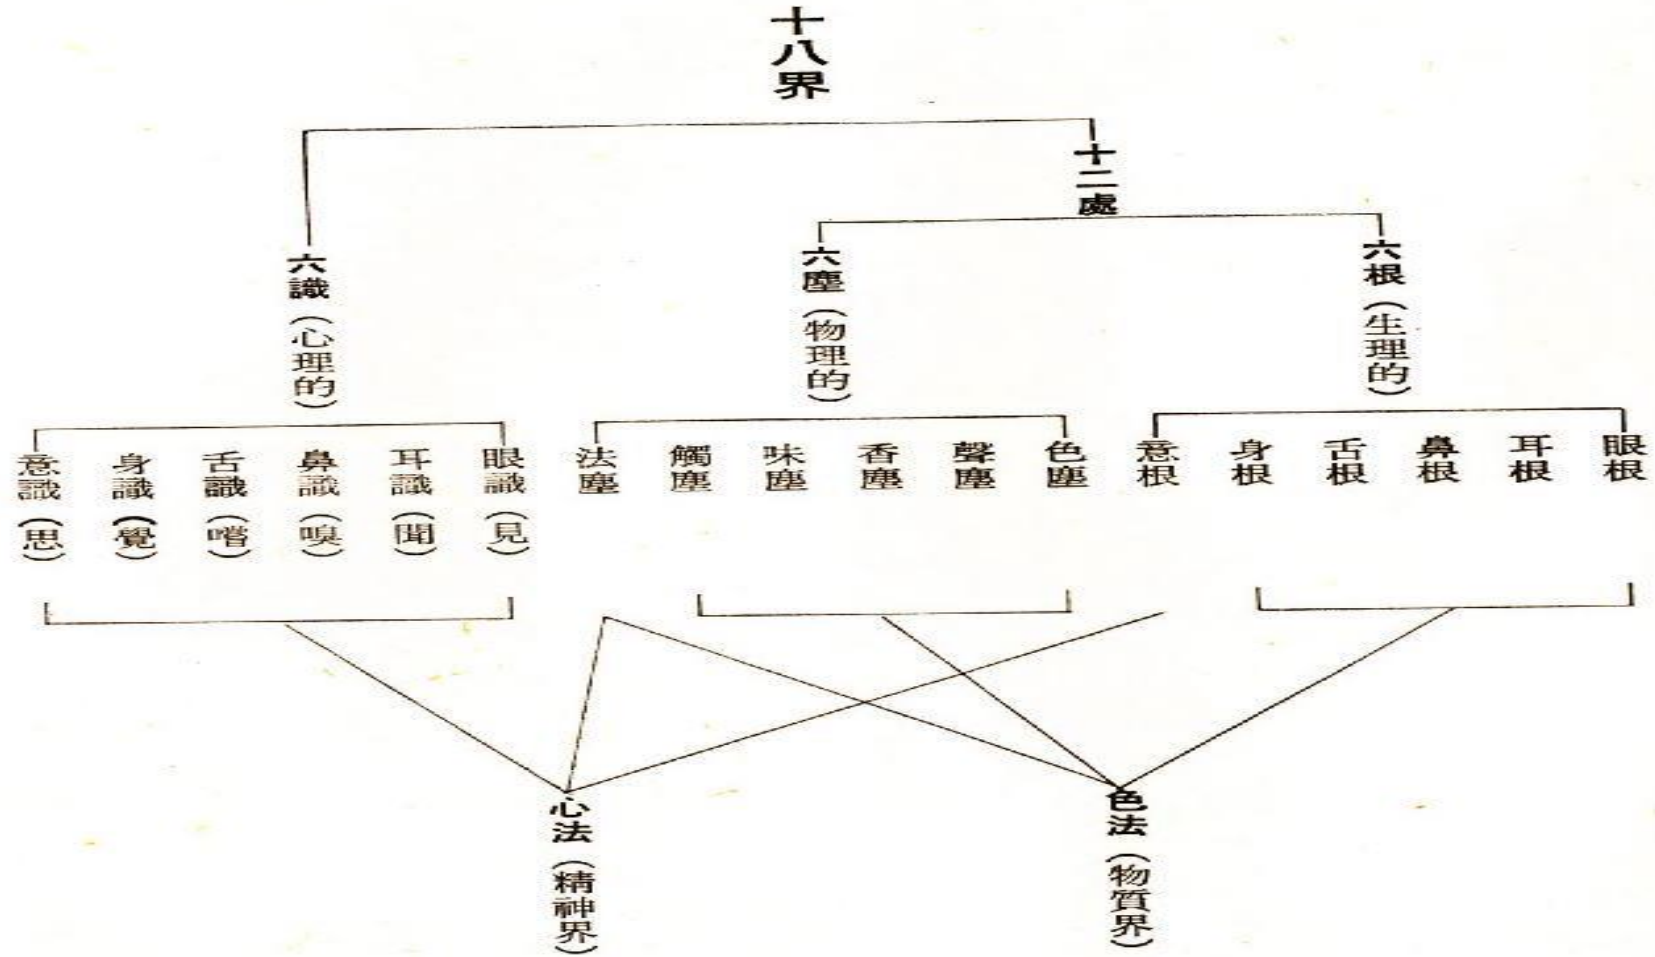 十八界
十二處
六根（生理的）
六塵（物理的）
六識（心理的）
眼根
耳根
鼻根
舌根
身根
意根
色塵
聲塵
香塵
味塵
觸塵
法塵
眼識（見）
耳識（聞）
鼻識（嗅）
舌識（嚐）
身識（覺）
意識（思）
色法（物質界）
心法（精神界）